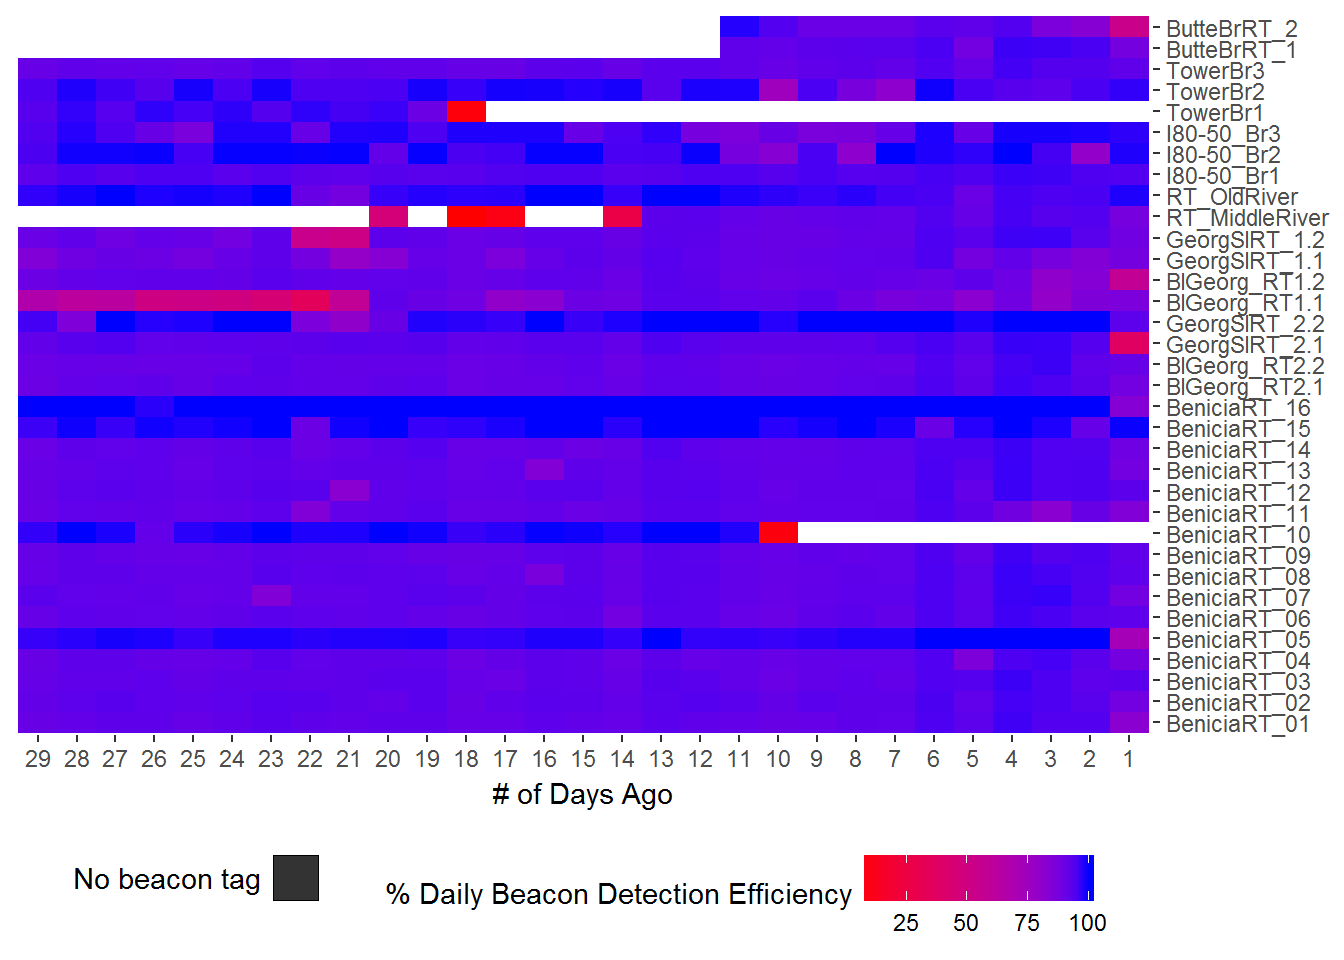 ButteBrRT_2
ButteBrRT_1
TowerBr3
TowerBr2
TowerBr1
I80-50_Br3
I80-50_Br2
I80-50_Br1
RT_OldRiver
RT_MiddleRiver
GeorgSlRT_1.2
GeorgSlRT_1.1
BlGeorg_RT1.2
BlGeorg_RT1.1
GeorgSlRT_2.2
GeorgSlRT_2.1
BlGeorg_RT2.2
BlGeorg_RT2.1
BeniciaRT_16
BeniciaRT_15
BeniciaRT_14
BeniciaRT_13
BeniciaRT_12
BeniciaRT_11
BeniciaRT_10
BeniciaRT_09
BeniciaRT_08
BeniciaRT_07
BeniciaRT_06
BeniciaRT_05
BeniciaRT_04
BeniciaRT_03
BeniciaRT_02
BeniciaRT_01
29 28 27 26 25 24 23 22 21 20 19 18 17 16 15 14 13 12 11 10 9 8 7 6 5 4 3 2 1
# of Days Ago
No beacon tag
% Daily Beacon Detection Efficiency
25 50 75 100